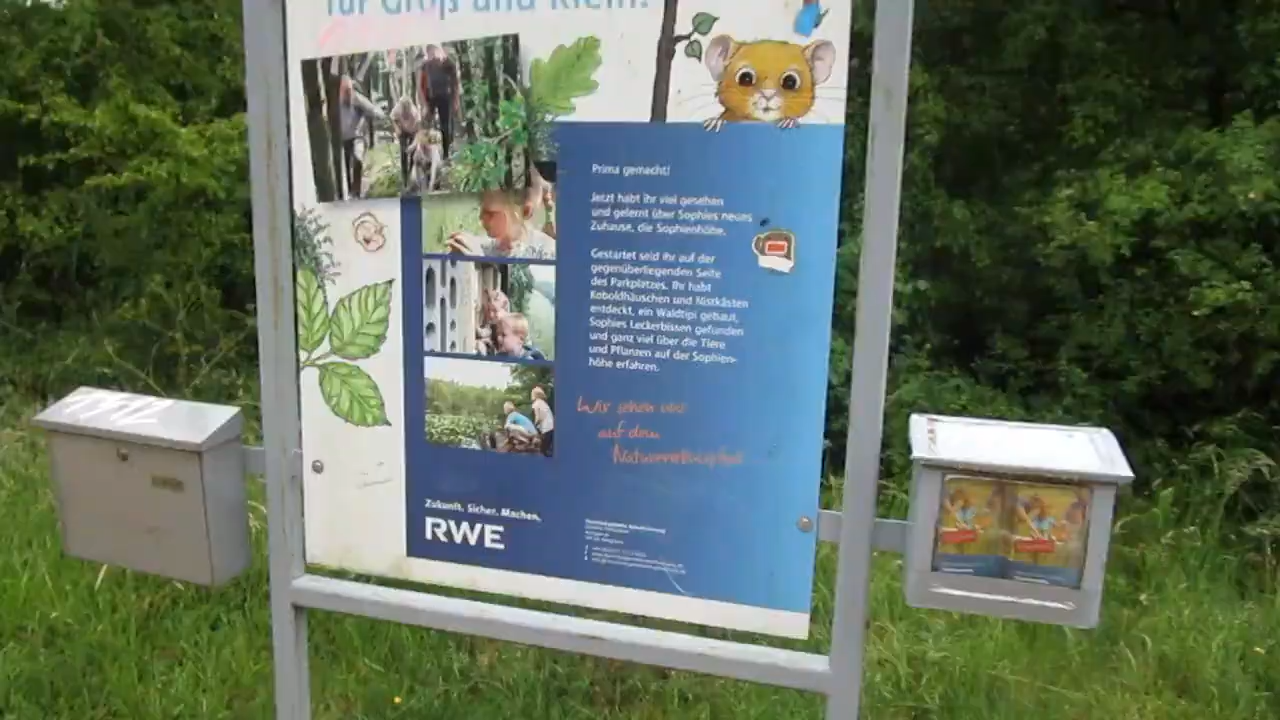 für Groß und Klein!
Prima gemacht!
Jetzt habt ihr viel gesehen
und gelernt über Sophies neues
Zuhause, die Sophienhöhe.
Gestartet seid ihr auf der
gegenüberliegenden Seite
des Parkplatzes. Ihr habt
Koboldhäuschen und Nistkästen
entdeckt, ein Waldtipi gebaut,
Sophies Leckerbissen gefunden
und ganz viel über die Tiere
und Pflanzen auf der Sophien-
höhe erfahren.
Wir sehen uns
auf dem
Zukunft. Sicher. Machen.
RWE